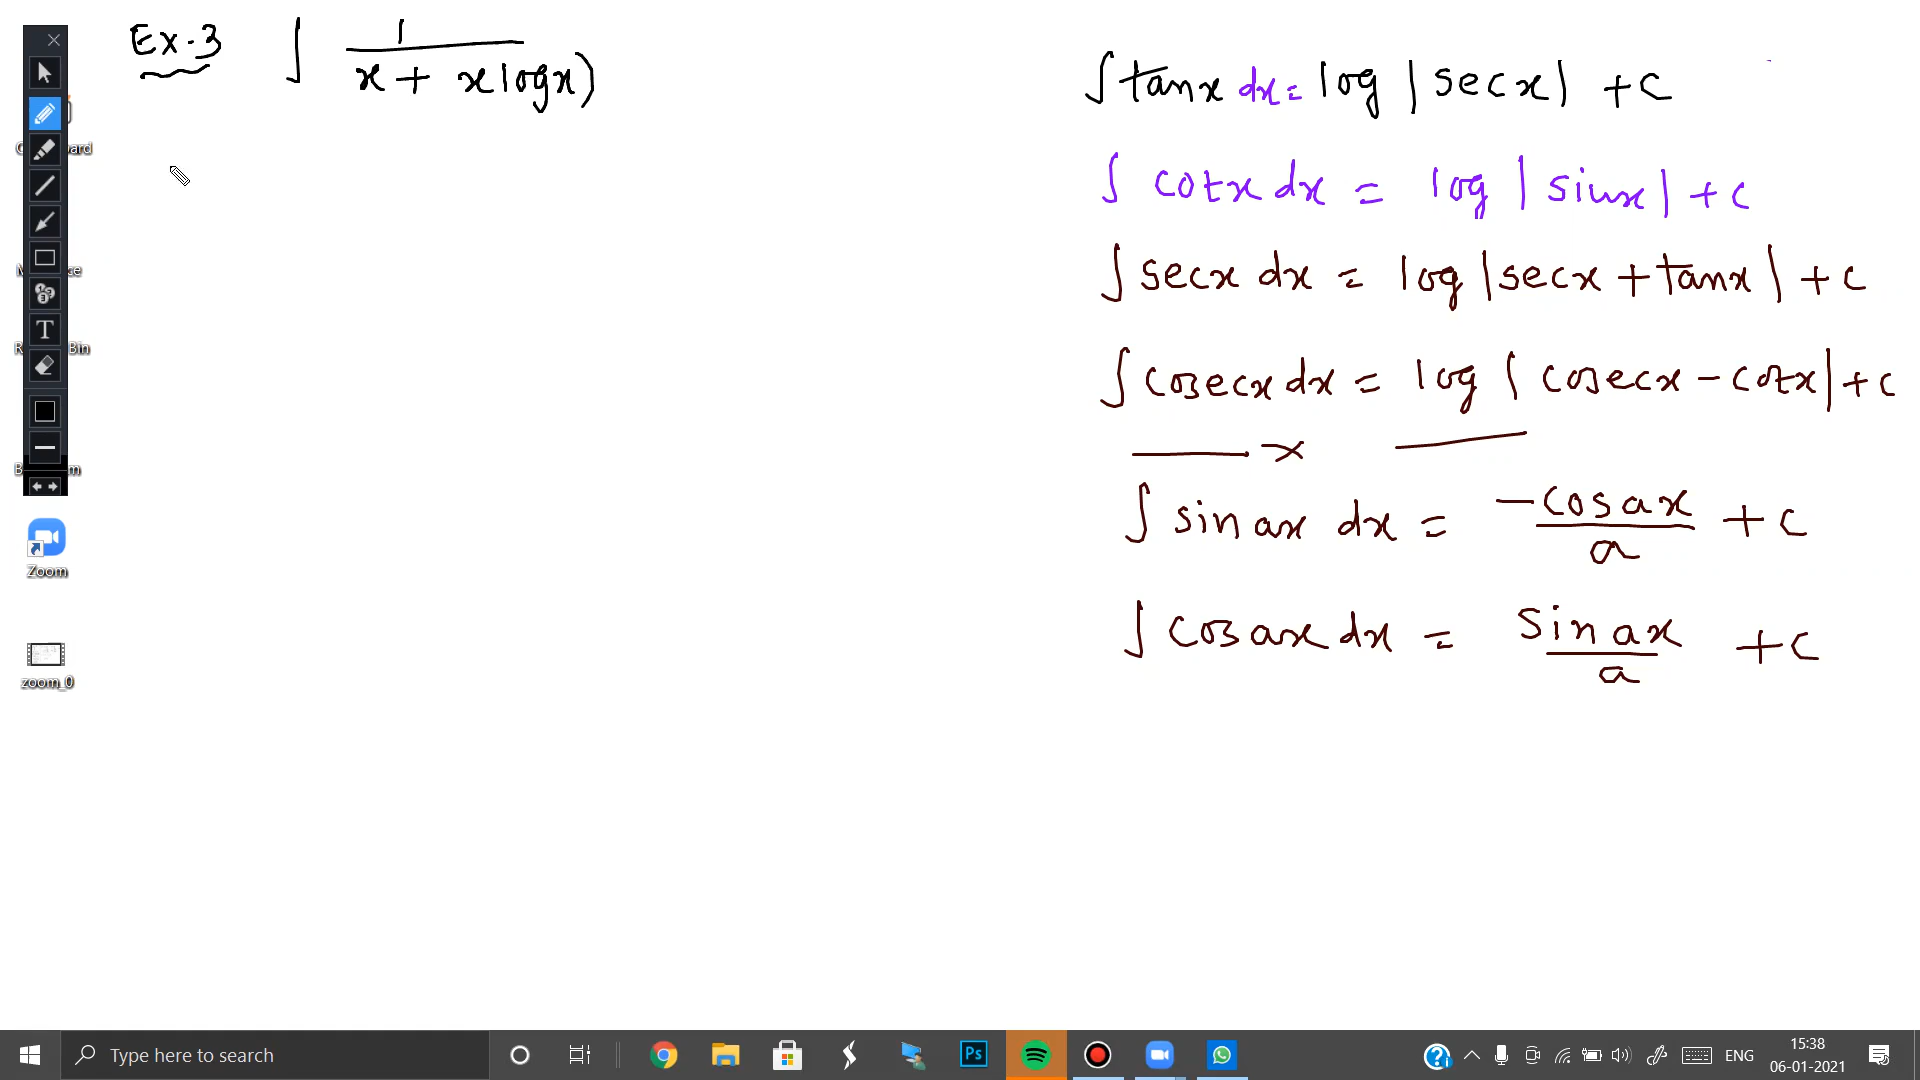 Ex-3 ∫ 1/(x + x log x)
∫ tan x dx = log |sec x| + c
∫ cot x dx = log |sin x| + c
∫ sec x dx = log |sec x + tan x| + c
∫ cosec x dx = log | cosec x - cot x | + c
x
∫ sin ax dx = -cos ax / a + c
∫ cos ax dx = sin ax / a + c
T
Zoom
zoom_0
Type here to search
Ps
ENG
15:38
06-01-2021